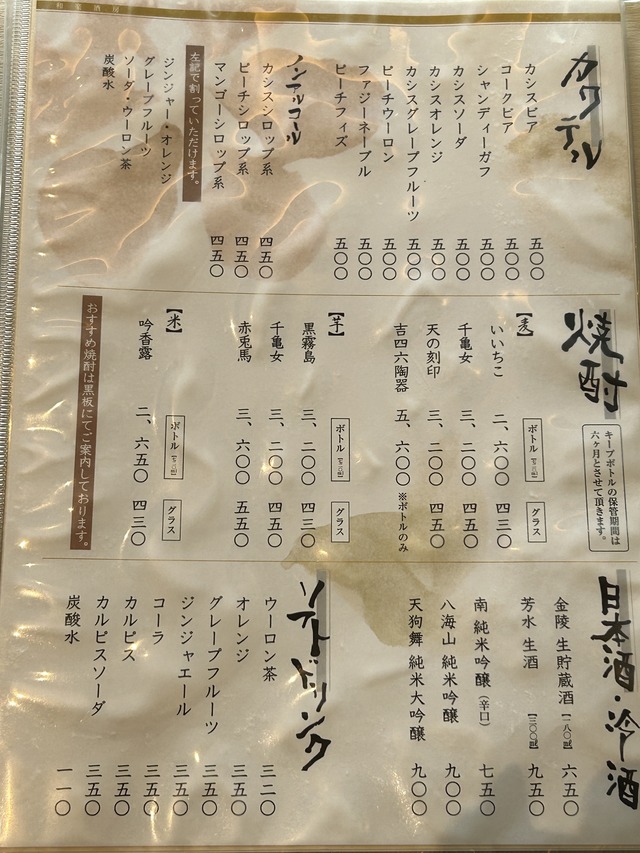 和 酒房
カクテル
カシスビア 五〇〇
コークビア 五〇〇
シャンディーガフ 五〇〇
カシスソーダ 五〇〇
カシスオレンジ 五〇〇
カシスグレープフルーツ 五〇〇
ピーチウーロン 五〇〇
ファジーネーブル 五〇〇
ピーチフィズ 五〇〇
ノンアルコール
カシスシロップ系 四五〇
ピーチシロップ系 四五〇
マンゴーシロップ系 四五〇
左記で割っていただけます。
ジンジャー・オレンジ
グレープフルーツ
ソーダ・ウーロン茶
炭酸水
焼酎
キープボトルの保管期間は
六ヶ月とさせて頂きます。
【麦】 ボトル グラス
いいちこ 二、六〇〇 四三〇
千亀女 三、二〇〇 四五〇
天の刻印 三、二〇〇 四五〇
吉四六陶器 五、六〇〇 ※ボトルのみ
【芋】 ボトル グラス
黒霧島 三、二〇〇 四三〇
千亀女 三、二〇〇 四五〇
赤兎馬 三、六〇〇 五五〇
【米】 ボトル グラス
吟香露 二、六五〇 四三〇
おすすめ焼酎は黒板にてご案内しております。
日本酒・冷酒
金陵 生貯蔵酒【一八〇㎖】 六五〇
芳水 生酒【三〇〇㎖】 九五〇
南 純米吟醸(辛口) 七五〇
八海山 純米吟醸 九〇〇
天狗舞 純米大吟醸 九〇〇
ソフトドリンク
ウーロン茶 三二〇
オレンジ 三五〇
グレープフルーツ 三五〇
ジンジャエール 三五〇
コーラ 三五〇
カルピス 三五〇
カルピスソーダ 三五〇
炭酸水 一一〇